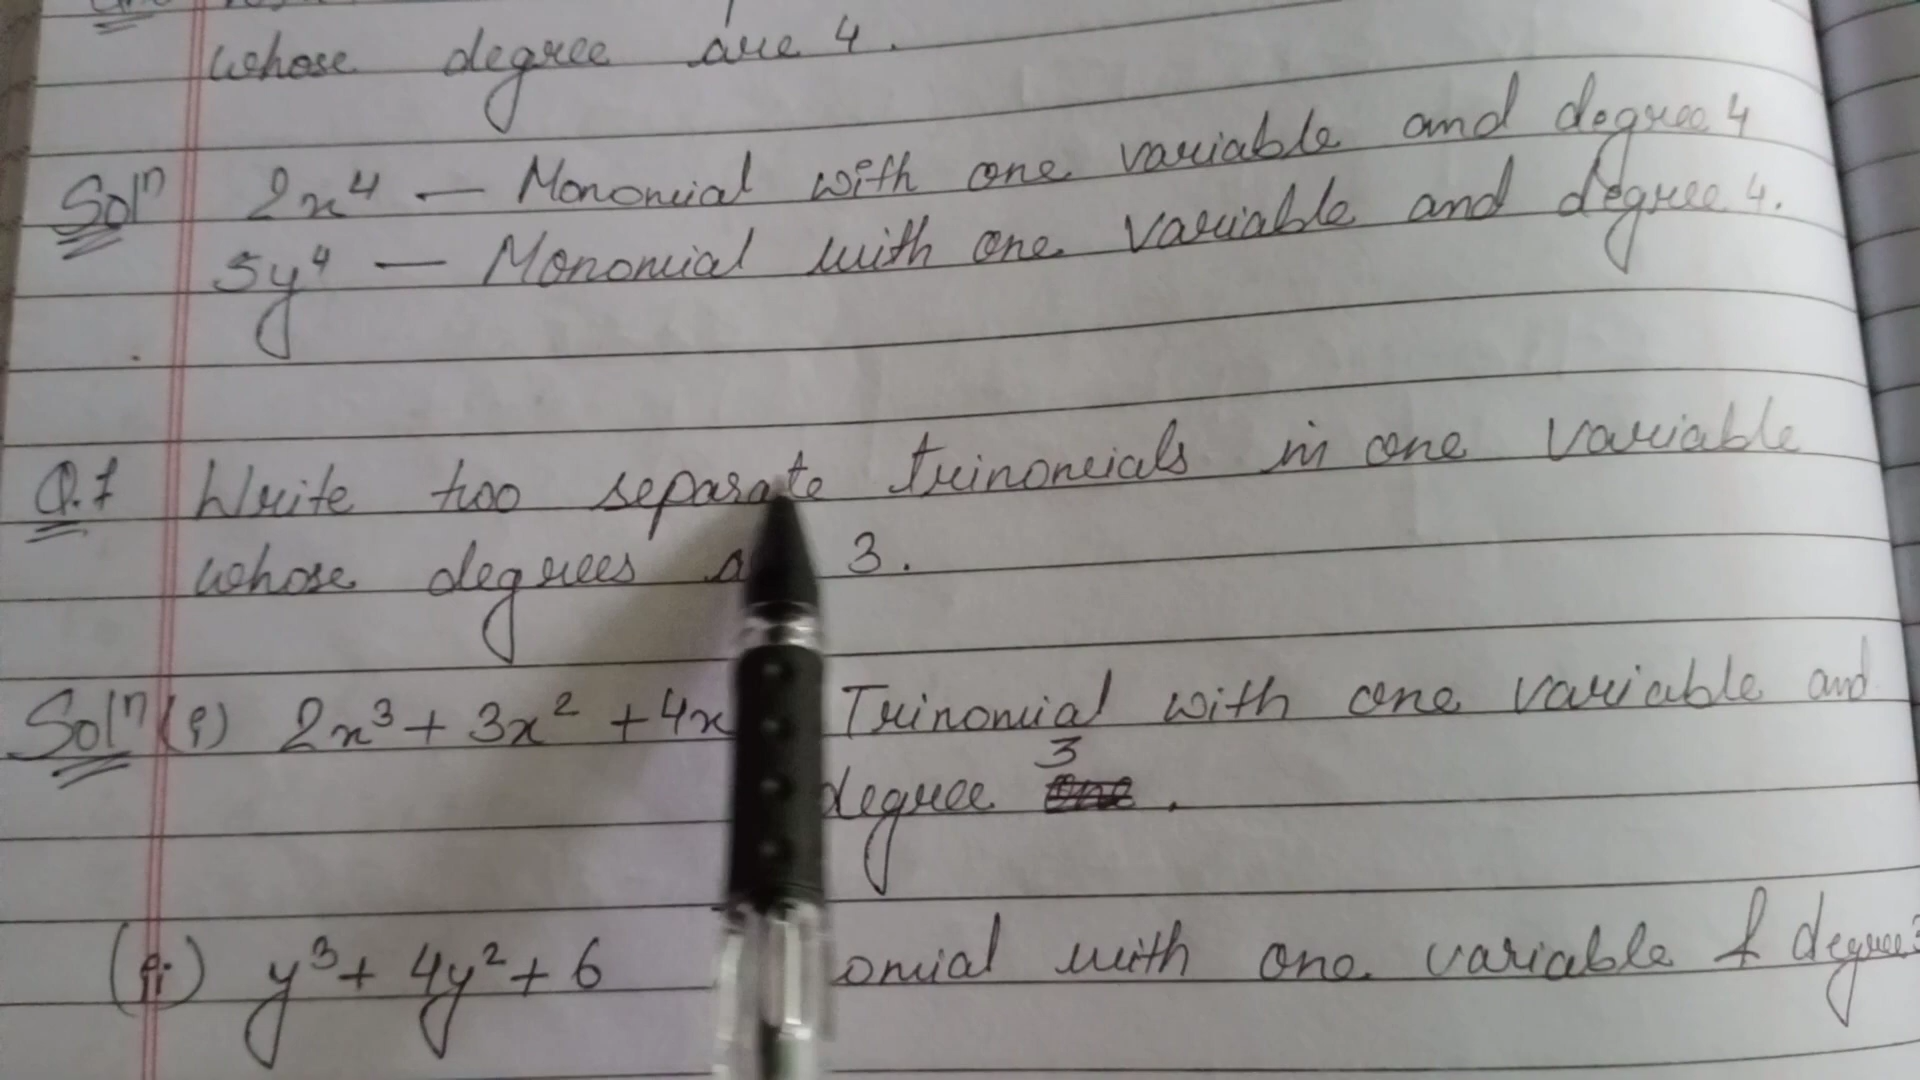 whose degree are 4.
Solⁿ 2x⁴ — Monomial with one variable and degree 4
5y⁴ — Monomial with one variable and degree 4.
Q.7 Write two separate trinomials in one variable
whose degrees 3.
Solⁿ (i) 2x³ + 3x² + 4x Trinomial with one variable and
3
degree .
(ii) y³ + 4y² + 6 omial with one variable & degree 3